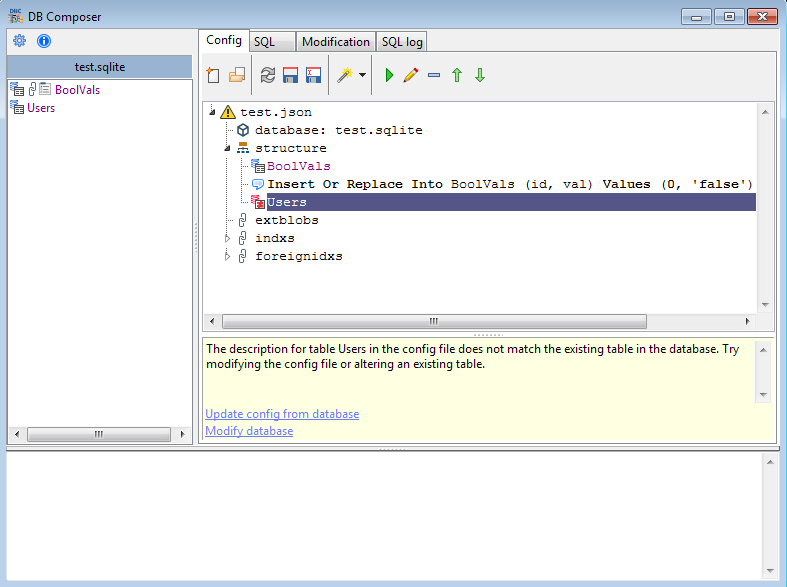 DB Composer
test.sqlite
BoolVals
Users
Config
SQL
Modification
SQL log
test.json
database: test.sqlite
structure
BoolVals
Insert Or Replace Into BoolVals (id, val) Values (0, 'false')
Users
extblobs
indxs
foreignidxs
The description for table Users in the config file does not match the existing table in the database. Try
modifying the config file or altering an existing table.
Update config from database
Modify database